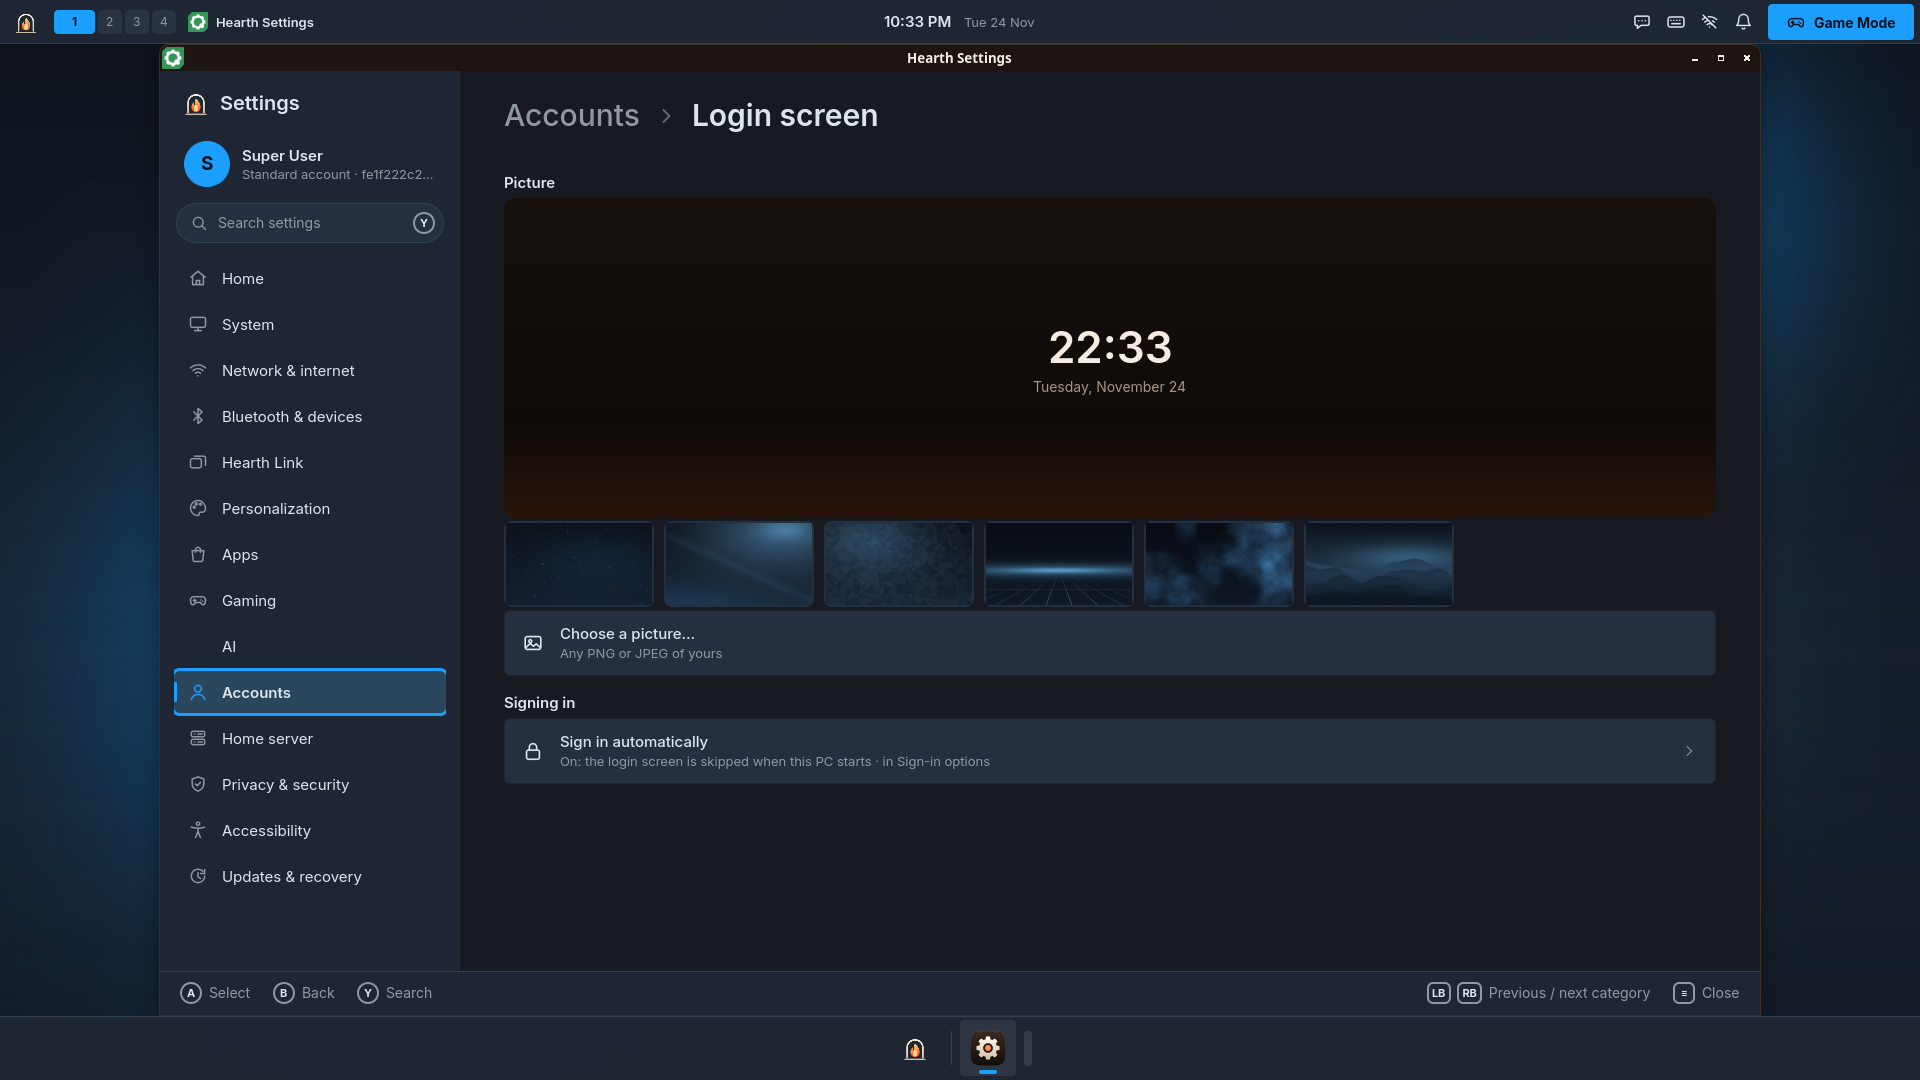 1 2 3 4 Hearth Settings
10:33 PM Tue 24 Nov
Game Mode
Hearth Settings
Settings
S
Super User
Standard account · fe1f222c2...
Search settings
Y
Home
System
Network & internet
Bluetooth & devices
Hearth Link
Personalization
Apps
Gaming
AI
Accounts
Home server
Privacy & security
Accessibility
Updates & recovery
Accounts > Login screen
Picture
22:33
Tuesday, November 24
Choose a picture...
Any PNG or JPEG of yours
Signing in
Sign in automatically
On: the login screen is skipped when this PC starts · in Sign-in options
A Select B Back Y Search
LB RB Previous / next category Close